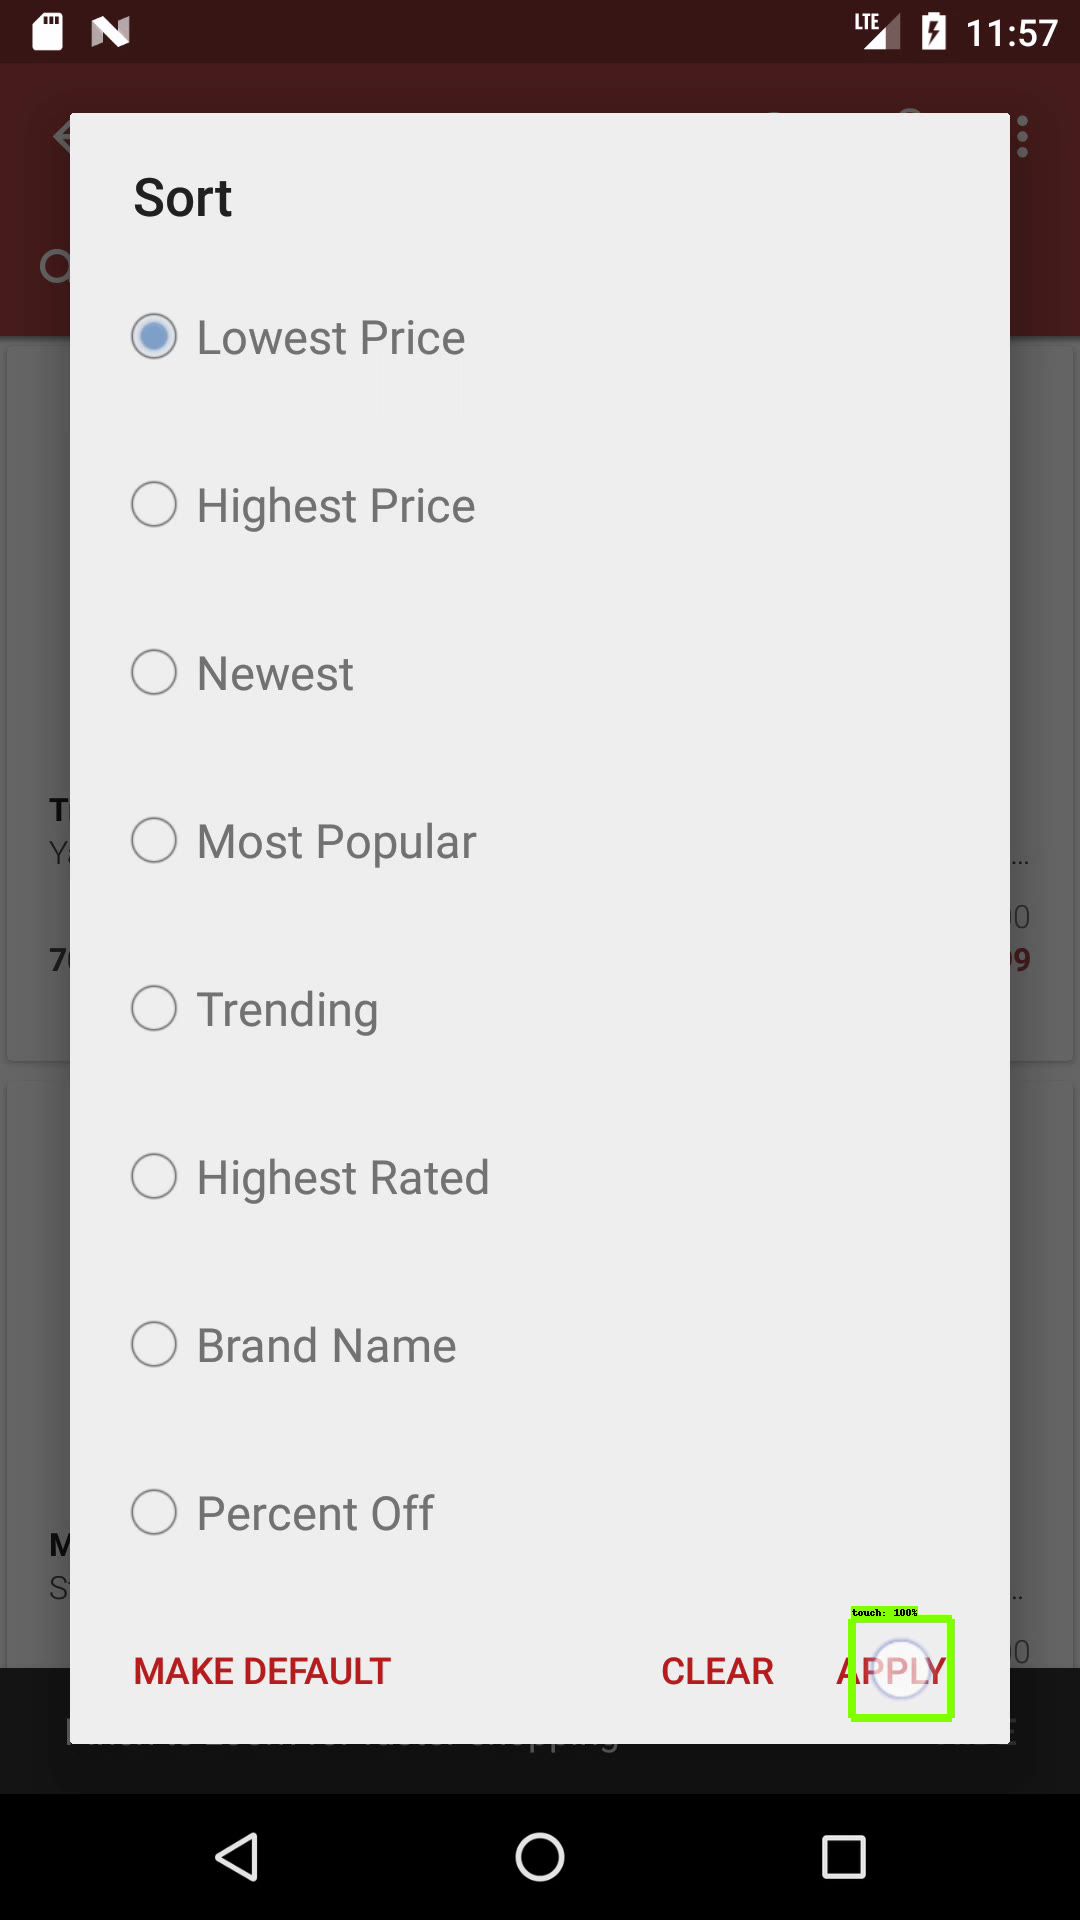 LTE 11:57
Sort
Lowest Price
Highest Price
Newest
Most Popular
Trending
Highest Rated
Brand Name
Percent Off
touch: 100%
MAKE DEFAULT CLEAR APPLY